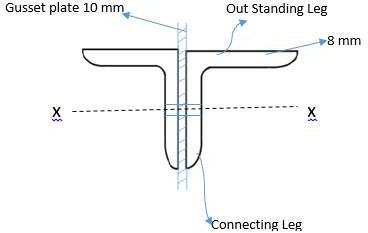 Gusset plate 10 mm
Out Standing Leg
8 mm
X
X
Connecting Leg